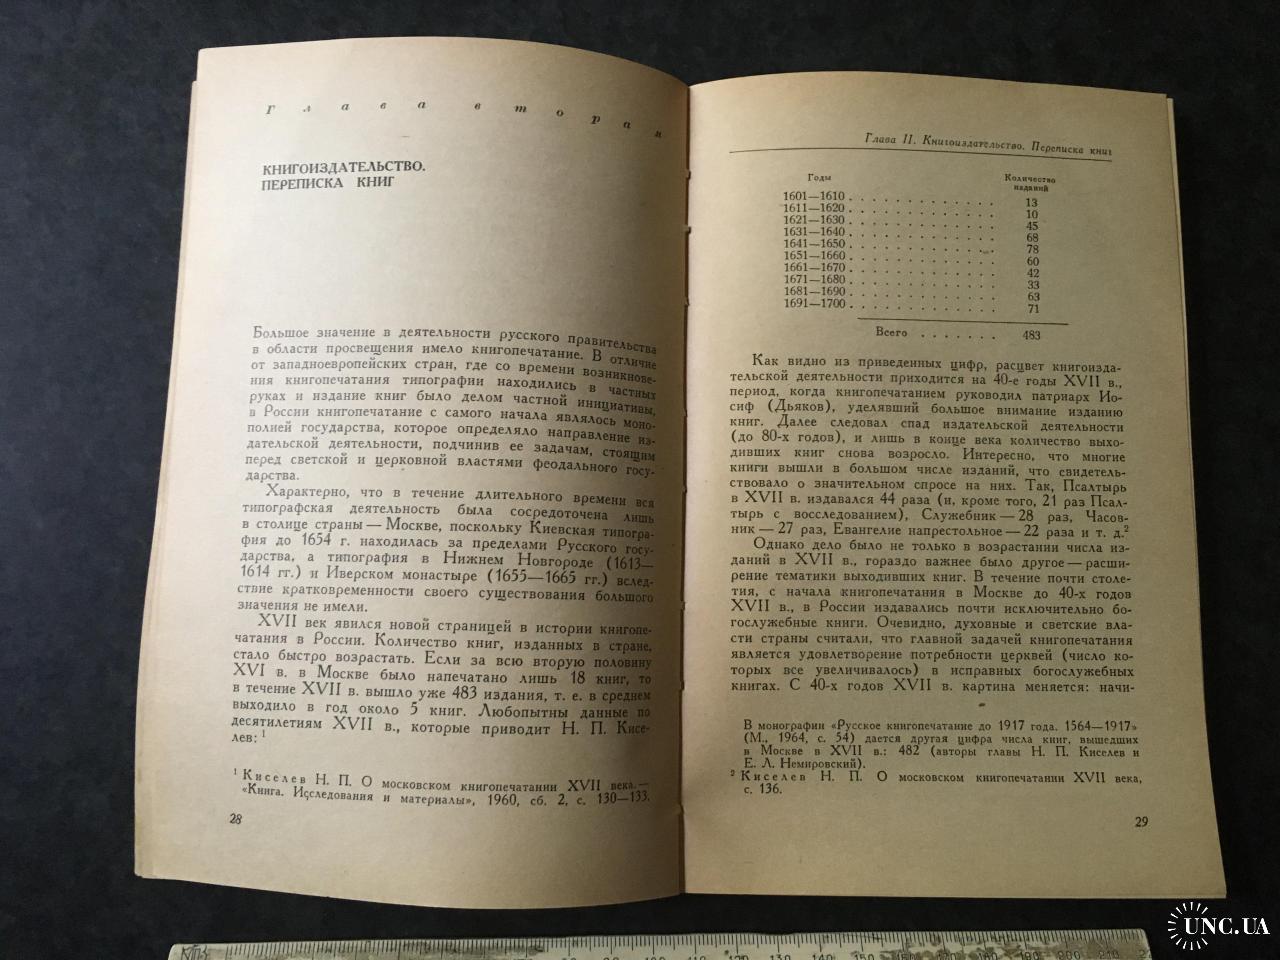 Глава вторая
КНИГОИЗДАТЕЛЬСТВО.
ПЕРЕПИСКА КНИГ
Большое значение в деятельности русского правительства
в области просвещения имело книгопечатание. В отличие
от западноевропейских стран, где со времени возникнове-
ния книгопечатания типографии находились в частных
руках и издание книг было делом частной инициативы,
в России книгопечатание с самого начала являлось моно-
полией государства, которое определяло направление из-
дательской деятельности, подчинив ее задачам, стоящим
перед светской и церковной властями феодального госу-
дарства.
Характерно, что в течение длительного времени вся
типографская деятельность была сосредоточена лишь
в столице страны — Москве, поскольку Киевская типогра-
фия до 1654 г. находилась за пределами Русского госу-
дарства, а типография в Нижнем Новгороде (1613—
1614 гг.) и Иверском монастыре (1655—1665 гг.) вслед-
ствие кратковременности своего существования большого
значения не имели.
XVII век явился новой страницей в истории книгопе-
чатания в России. Количество книг, изданных в стране,
стало быстро возрастать. Если за всю вторую половину
XVI в. в Москве было напечатано лишь 18 книг, то
в течение XVII в. вышло уже 483 издания, т. е. в среднем
выходило в год около 5 книг. Любопытны данные по
десятилетиям XVII в., которые приводит Н. П. Кисе-
лев: 1
1 Киселев Н. П. О московском книгопечатании XVII века.—
«Книга. Исследования и материалы», 1960, сб. 2, с. 130—133.
28
Глава II. Книгоиздательство. Переписка книг
Годы Количество
изданий
1601—1610 . . . . . . . . . . . . 13
1611—1620 . . . . . . . . . . . . 10
1621—1630 . . . . . . . . . . . . 45
1631—1640 . . . . . . . . . . . . 68
1641—1650 . . . . . . . . . . . . 78
1651—1660 . . . . . . . . . . . . 60
1661—1670 . . . . . . . . . . . . 42
1671—1680 . . . . . . . . . . . . 33
1681—1690 . . . . . . . . . . . . 63
1691—1700 . . . . . . . . . . . . 71
Всего . . . . . . . 483
Как видно из приведенных цифр, расцвет книгоизда-
тельской деятельности приходится на 40-е годы XVII в.,
период, когда книгопечатанием руководил патриарх Ио-
сиф (Дьяков), уделявший большое внимание изданию
книг. Далее следовал спад издательской деятельности
(до 80-х годов), и лишь в конце века количество выхо-
дивших книг снова возросло. Интересно, что многие
книги вышли в большом числе изданий, что свидетель-
ствовало о значительном спросе на них. Так, Псалтырь
в XVII в. издавался 44 раза (и, кроме того, 21 раз Псал-
тырь с восследованием), Служебник — 28 раз, Часов-
ник — 27 раз, Евангелие напрестольное — 22 раза и т. д.2
Однако дело было не только в возрастании числа из-
даний в XVII в., гораздо важнее было другое — расши-
рение тематики выходивших книг. В течение почти столе-
тия, с начала книгопечатания в Москве до 40-х годов
XVII в., в России издавались почти исключительно бо-
гослужебные книги. Очевидно, духовные и светские вла-
сти страны считали, что главной задачей книгопечатания
является удовлетворение потребности церквей (число ко-
торых все увеличивалось) в исправных богослужебных
книгах. С 40-х годов XVII в. картина меняется: начи-
В монографии «Русское книгопечатание до 1917 года. 1564—1917»
(М., 1964, с. 54) дается другая цифра числа книг, вышедших
в Москве в XVII в.: 482 (авторы главы Н. П. Киселев и
Е. Л. Немировский).
2 Киселев Н. П. О московском книгопечатании XVII века,
с. 136.
29
UNC.UA